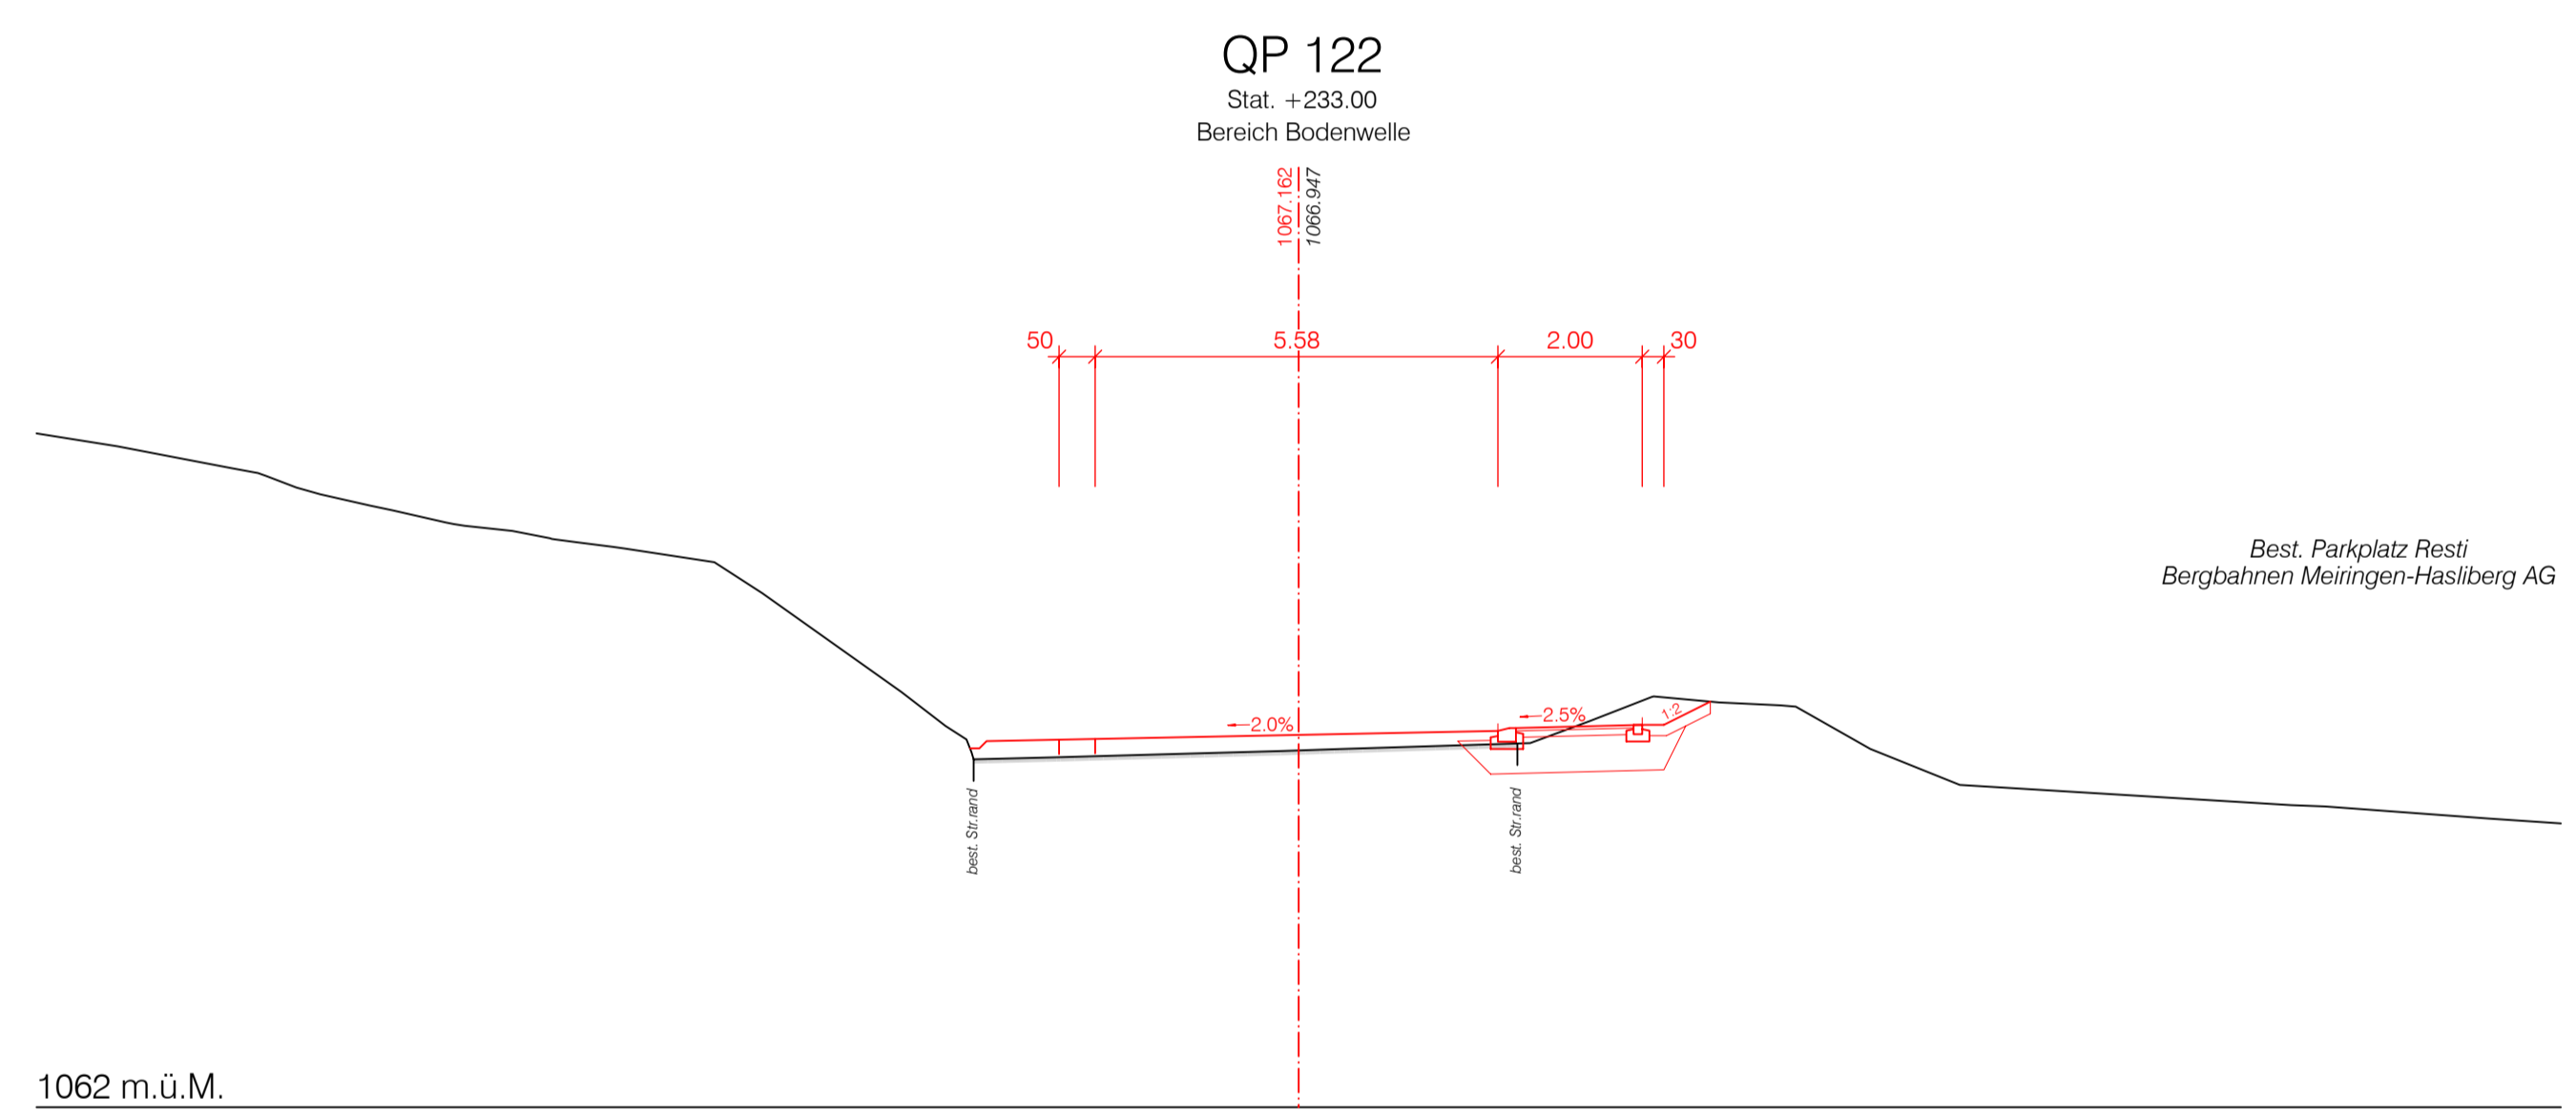 QP 122
Stat. +233.00
Bereich Bodenwelle
1067.162
1066.947
50
5.58
2.00
30
Best. Parkplatz Resti
Bergbahnen Meiringen-Hasliberg AG
2.0%
2.5%
1:2
best. Str.rand
best. Str.rand
1062 m.ü.M.